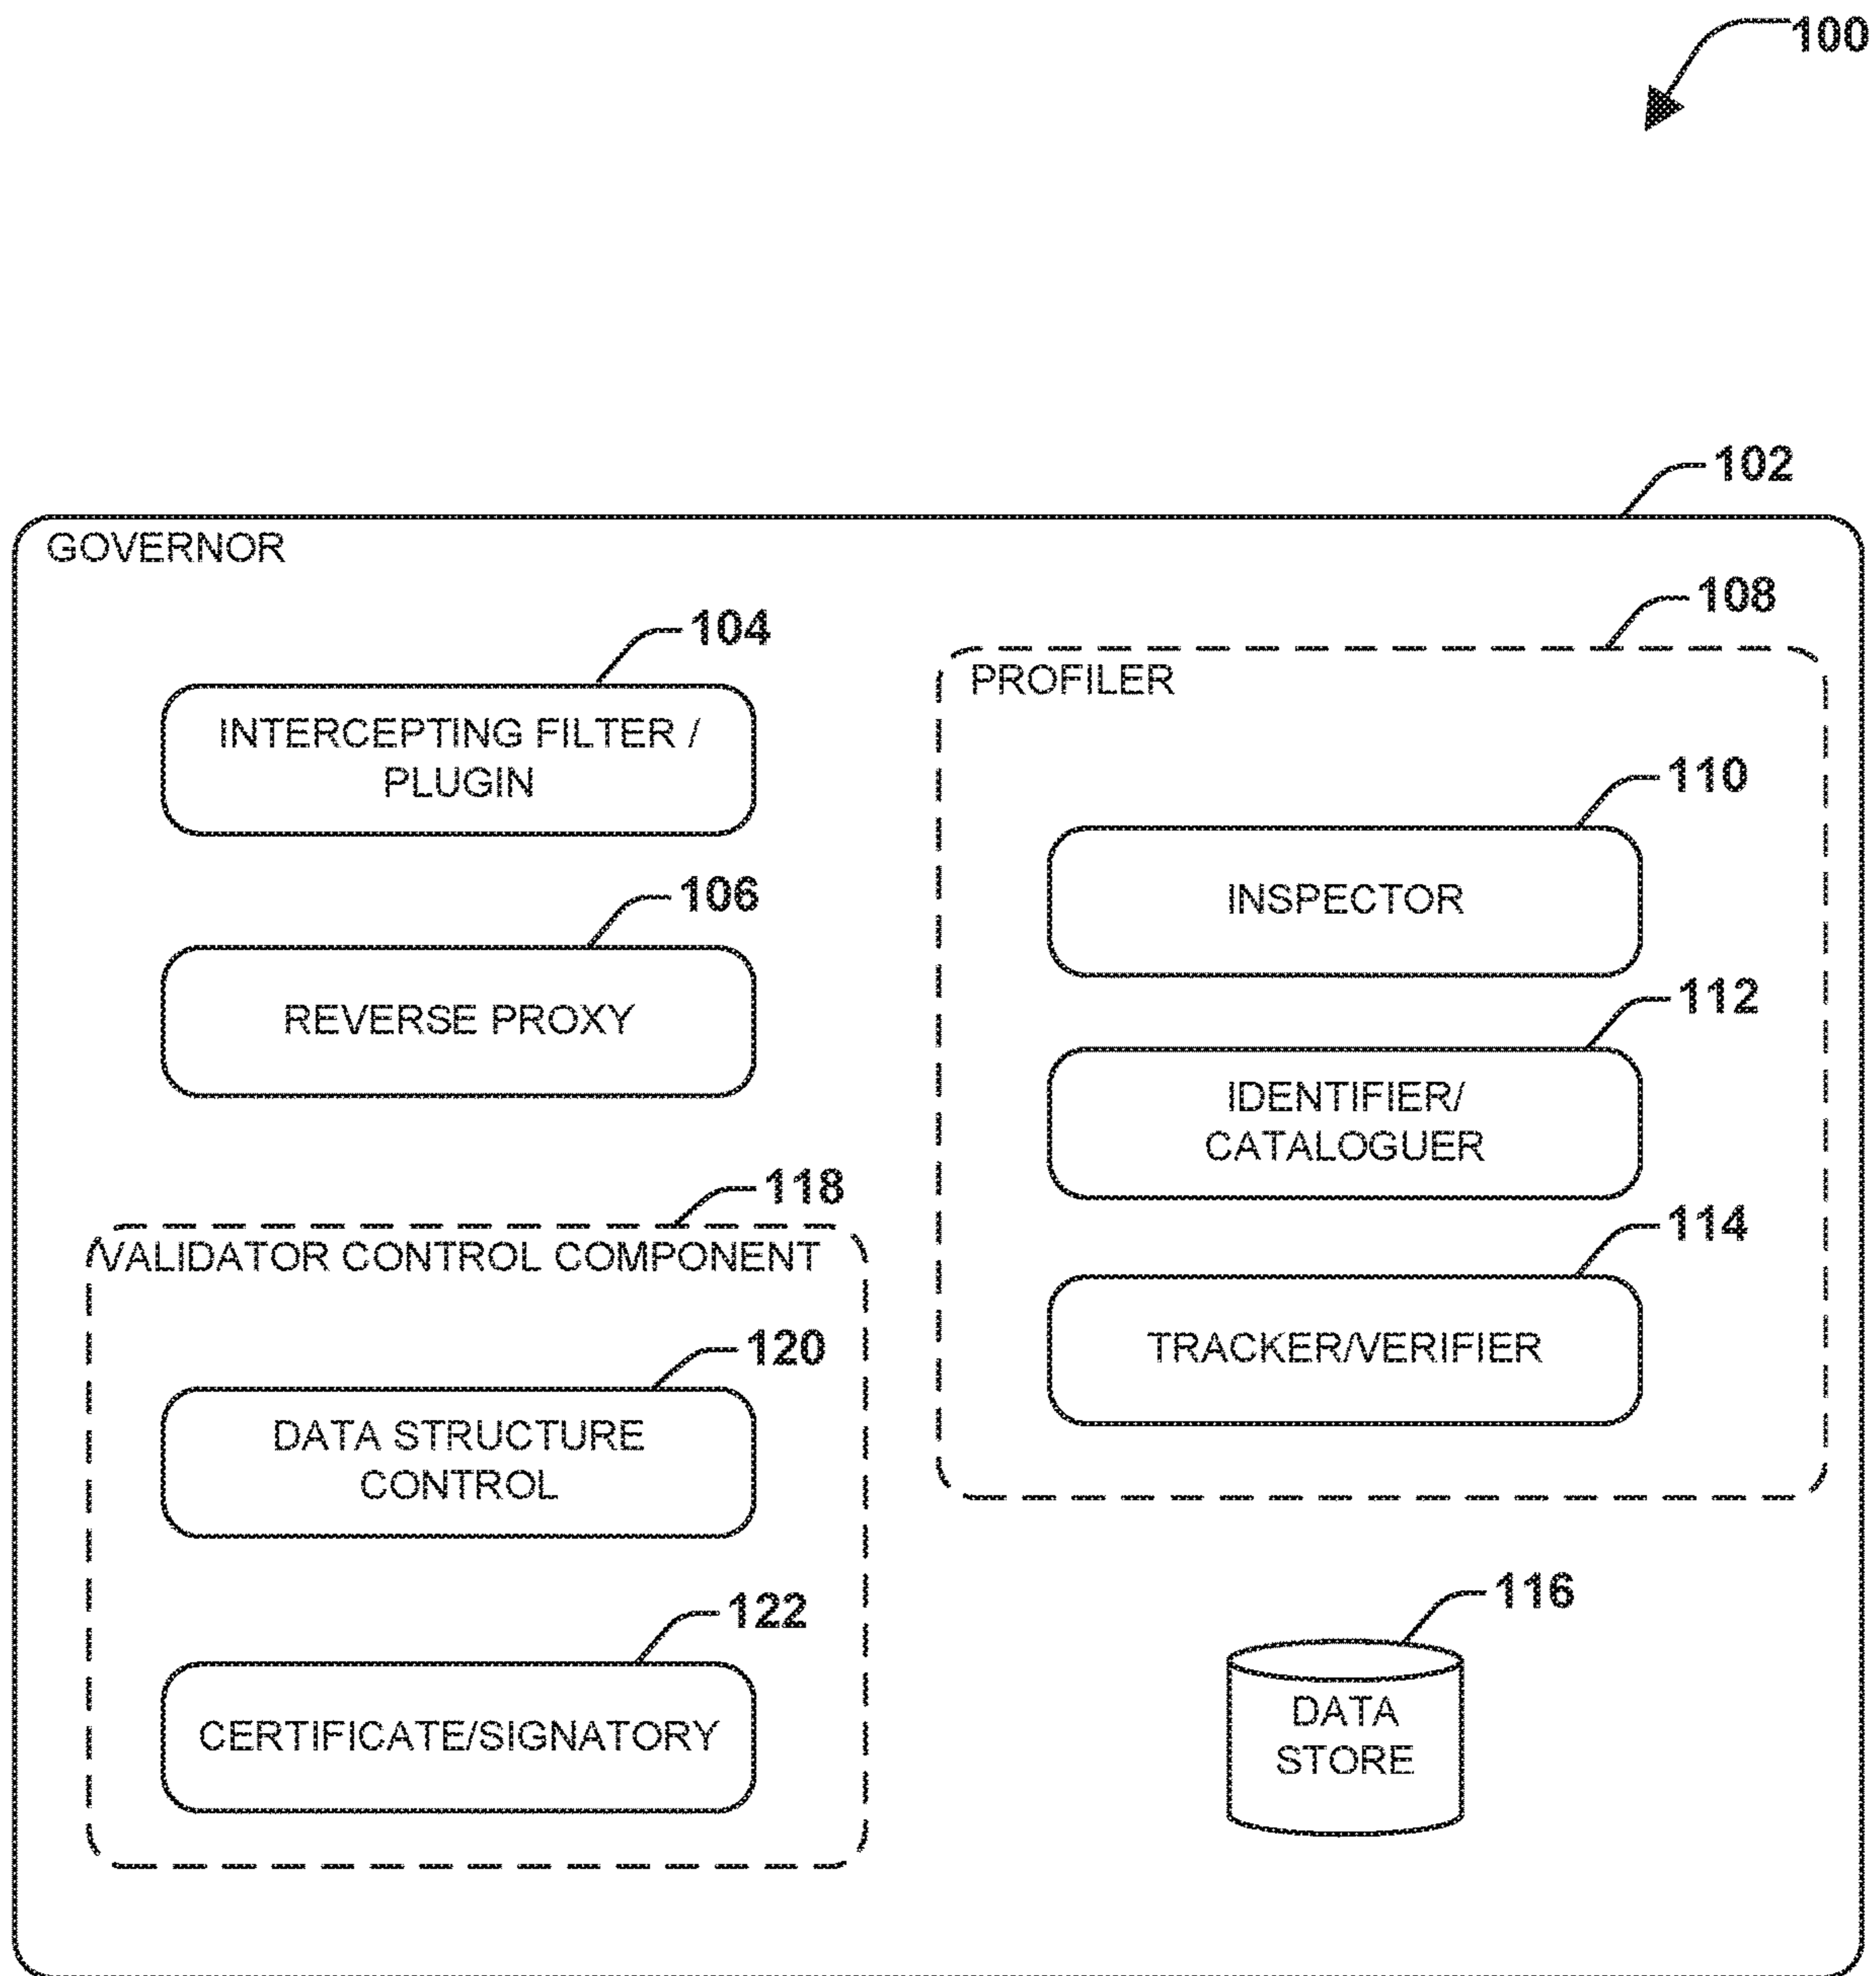 100
102
GOVERNOR
104
INTERCEPTING FILTER /
PLUGIN
106
REVERSE PROXY
118
VALIDATOR CONTROL COMPONENT
120
DATA STRUCTURE
CONTROL
122
CERTIFICATE/SIGNATORY
108
PROFILER
110
INSPECTOR
112
IDENTIFIER/
CATALOGUER
114
TRACKER/VERIFIER
116
DATA
STORE